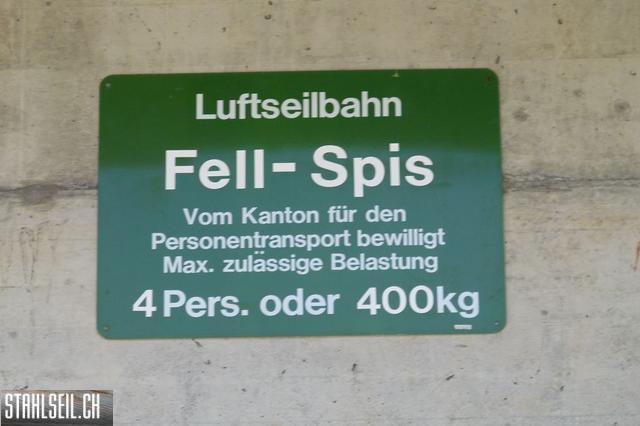 Luftseilbahn
Fell - Spis
Vom Kanton für den
Personentransport bewilligt
Max. zulässige Belastung
4 Pers. oder 400kg
STAHLSEIL.CH